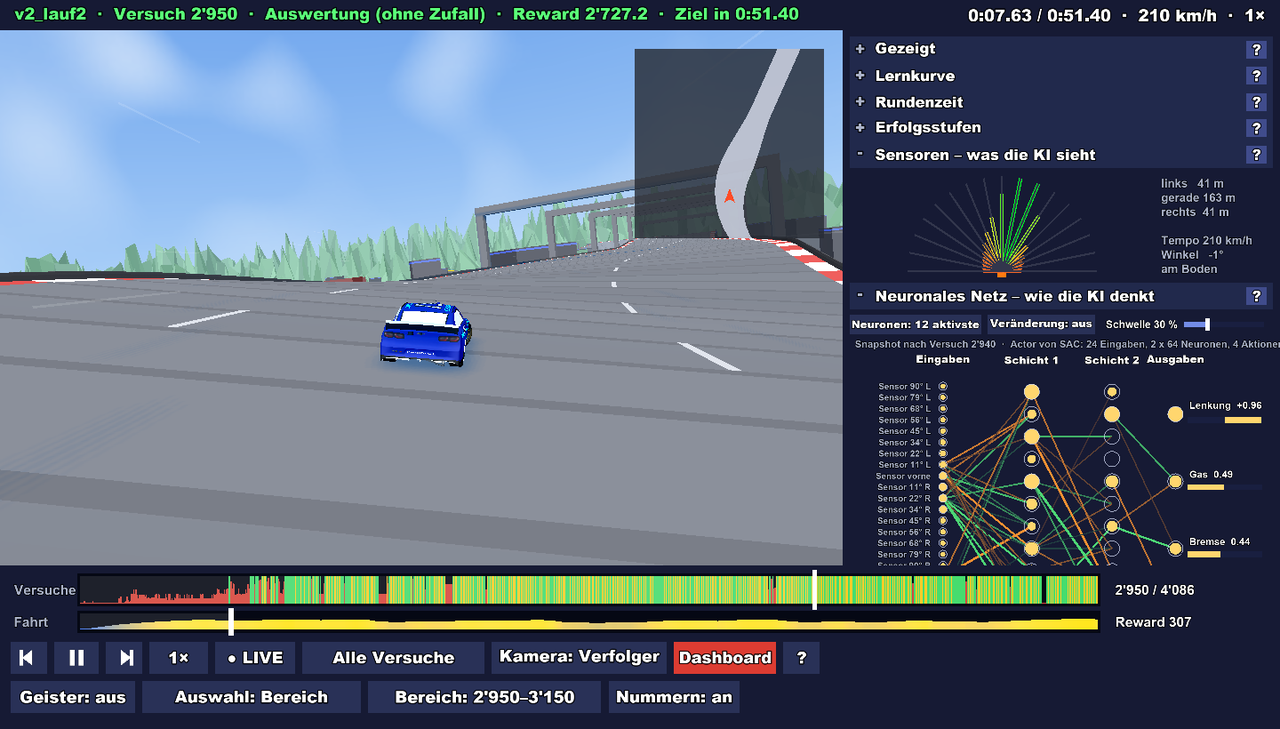 v2_lauf2 · Versuch 2'950 · Auswertung (ohne Zufall) · Reward 2'727.2 · Ziel in 0:51.40
0:07.63 / 0:51.40 · 210 km/h · 1×
+ Gezeigt ?
+ Lernkurve ?
+ Rundenzeit ?
+ Erfolgsstufen ?
- Sensoren – was die KI sieht ?
links 41 m
gerade 163 m
rechts 41 m
Tempo 210 km/h
Winkel -1°
am Boden
- Neuronales Netz – wie die KI denkt ?
Neuronen: 12 aktivste Veränderung: aus Schwelle 30 %
Snapshot nach Versuch 2'940 · Actor von SAC: 24 Eingaben, 2 x 64 Neuronen, 4 Aktionen
Eingaben Schicht 1 Schicht 2 Ausgaben
Sensor 90° L
Sensor 79° L
Sensor 68° L
Sensor 56° L
Sensor 45° L
Sensor 34° L
Sensor 22° L
Sensor 11° L
Sensor vorne
Sensor 11° R
Sensor 22° R
Sensor 34° R
Sensor 45° R
Sensor 56° R
Sensor 68° R
Sensor 79° R
Lenkung +0.96
Gas 0.49
Bremse 0.44
Versuche 2'950 / 4'086
Fahrt Reward 307
1× ● LIVE Alle Versuche Kamera: Verfolger Dashboard ?
Geister: aus Auswahl: Bereich Bereich: 2'950–3'150 Nummern: an